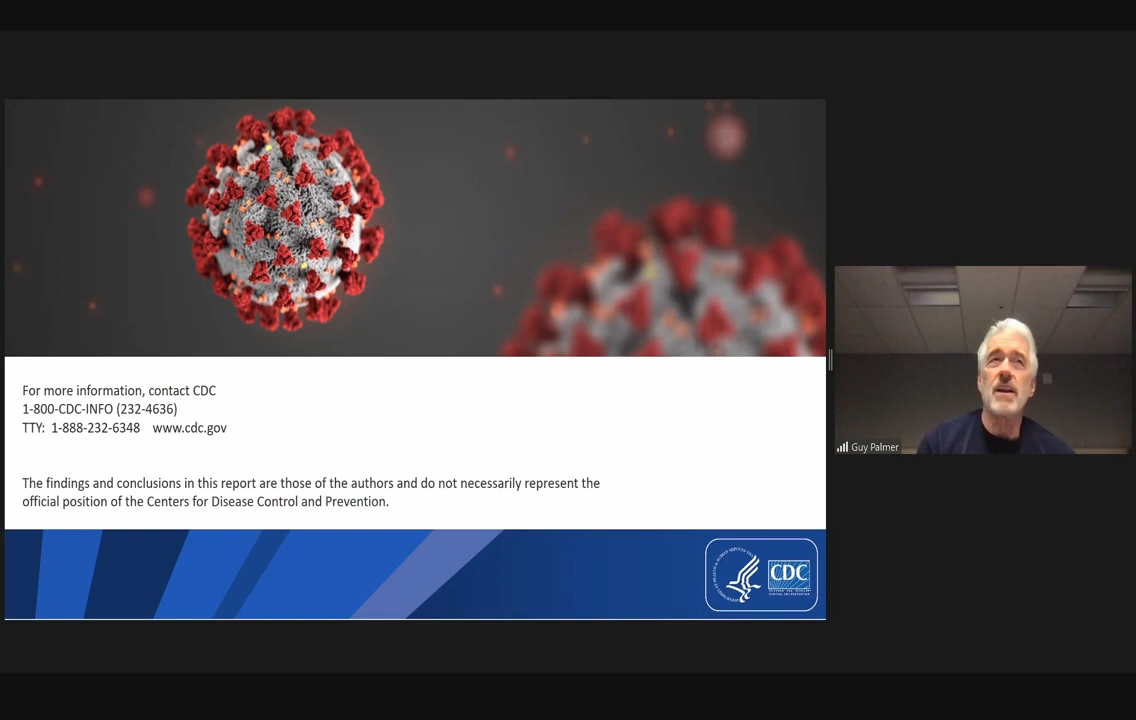 For more information, contact CDC
1-800-CDC-INFO (232-4636)
TTY:  1-888-232-6348    www.cdc.gov
The findings and conclusions in this report are those of the authors and do not necessarily represent the
official position of the Centers for Disease Control and Prevention.
CDC
Guy Palmer